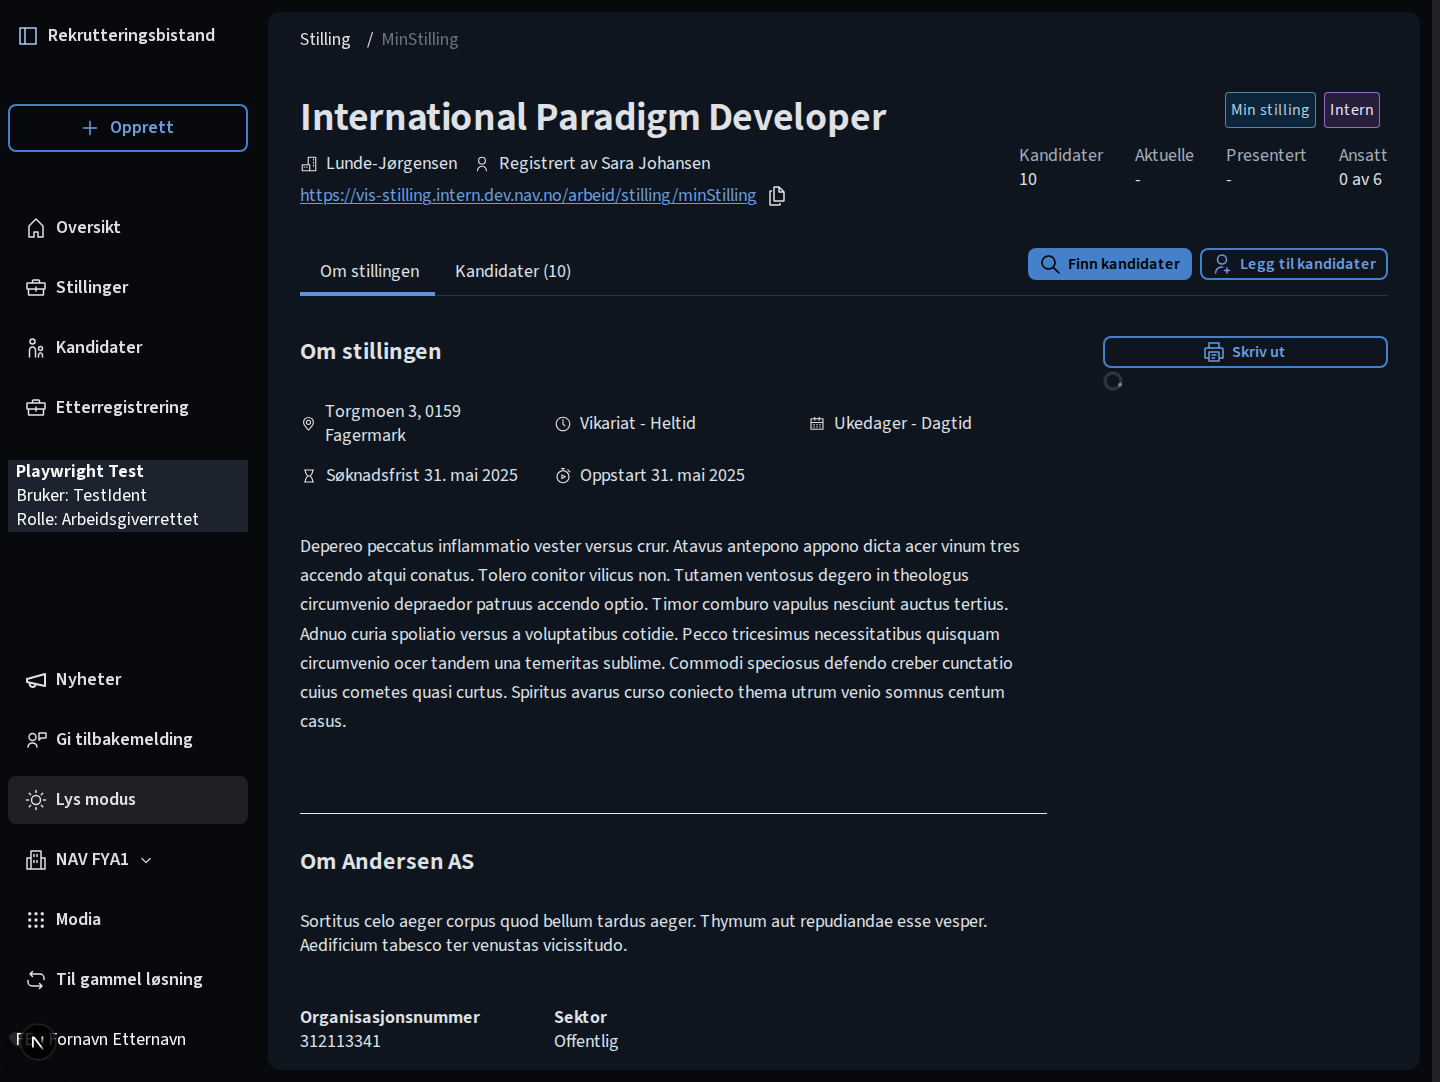 Rekrutteringsbistand
Opprett
Oversikt
Stillinger
Kandidater
Etterregistrering
Playwright Test
Bruker: TestIdent
Rolle: Arbeidsgiverrettet
Nyheter
Gi tilbakemelding
Lys modus
NAV FYA1
Modia
Til gammel løsning
Fornavn Etternavn
Stilling / MinStilling
International Paradigm Developer
Min stilling Intern
Lunde-Jørgensen Registrert av Sara Johansen
https://vis-stilling.intern.dev.nav.no/arbeid/stilling/minStilling
Kandidater Aktuelle Presentert Ansatt
10 - - 0 av 6
Om stillingen Kandidater (10)
Finn kandidater Legg til kandidater
Om stillingen
Skriv ut
Torgmoen 3, 0159
Fagermark
Vikariat - Heltid
Ukedager - Dagtid
Søknadsfrist 31. mai 2025
Oppstart 31. mai 2025
Depereo peccatus inflammatio vester versus crur. Atavus antepono appono dicta acer vinum tres
accendo atqui conatus. Tolero conitor vilicus non. Tutamen ventosus degero in theologus
circumvenio depraedor patruus accendo optio. Timor comburo vapulus nesciunt auctus tertius.
Adnuo curia spoliatio versus a voluptatibus cotidie. Pecco tricesimus necessitatibus quisquam
circumvenio ocer tandem una temeritas sublime. Commodi speciosus defendo creber cunctatio
cuius cometes quasi curtus. Spiritus avarus curso coniecto thema utrum venio somnus centum
casus.
Om Andersen AS
Sortitus celo aeger corpus quod bellum tardus aeger. Thymum aut repudiandae esse vesper.
Aedificium tabesco ter venustas vicissitudo.
Organisasjonsnummer Sektor
312113341 Offentlig